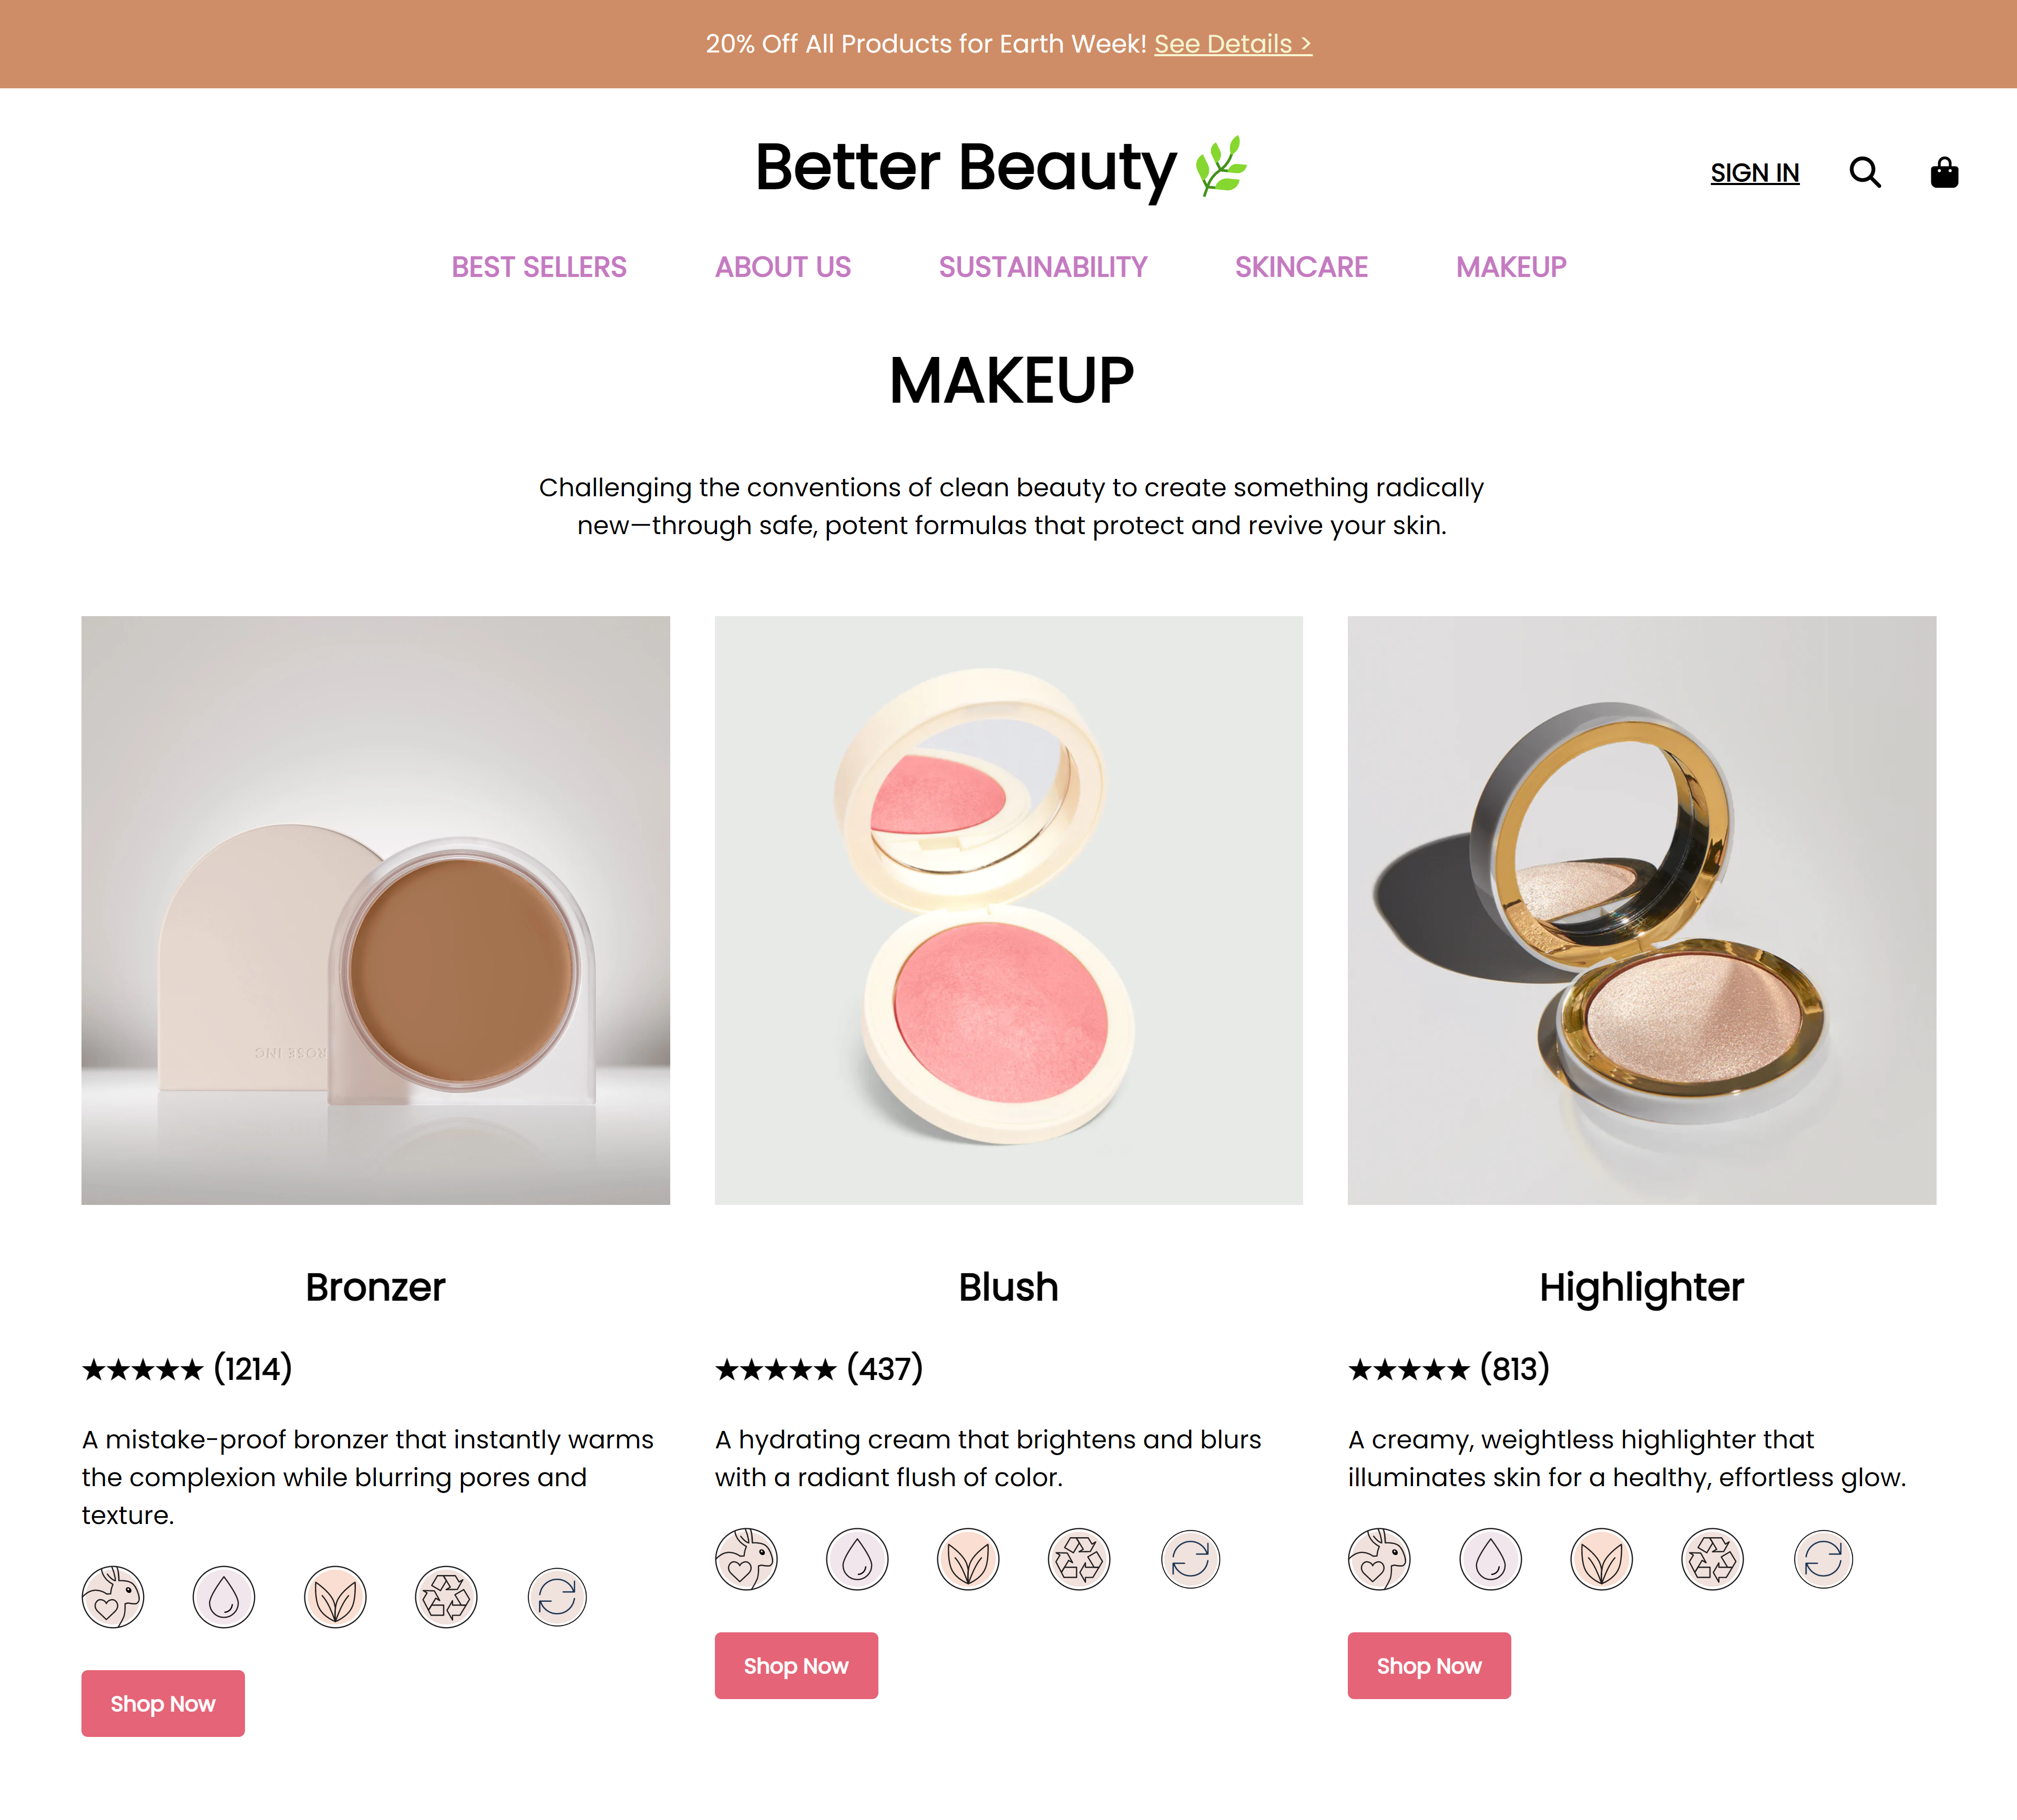 20% Off All Products for Earth Week! See Details >
Better Beauty
SIGN IN
BEST SELLERS ABOUT US SUSTAINABILITY SKINCARE MAKEUP
MAKEUP
Challenging the conventions of clean beauty to create something radically
new—through safe, potent formulas that protect and revive your skin.
ROSE INC
Bronzer
★★★★★ (1214)
A mistake-proof bronzer that instantly warms
the complexion while blurring pores and
texture.
Shop Now
Blush
★★★★★ (437)
A hydrating cream that brightens and blurs
with a radiant flush of color.
Shop Now
Highlighter
★★★★★ (813)
A creamy, weightless highlighter that
illuminates skin for a healthy, effortless glow.
Shop Now